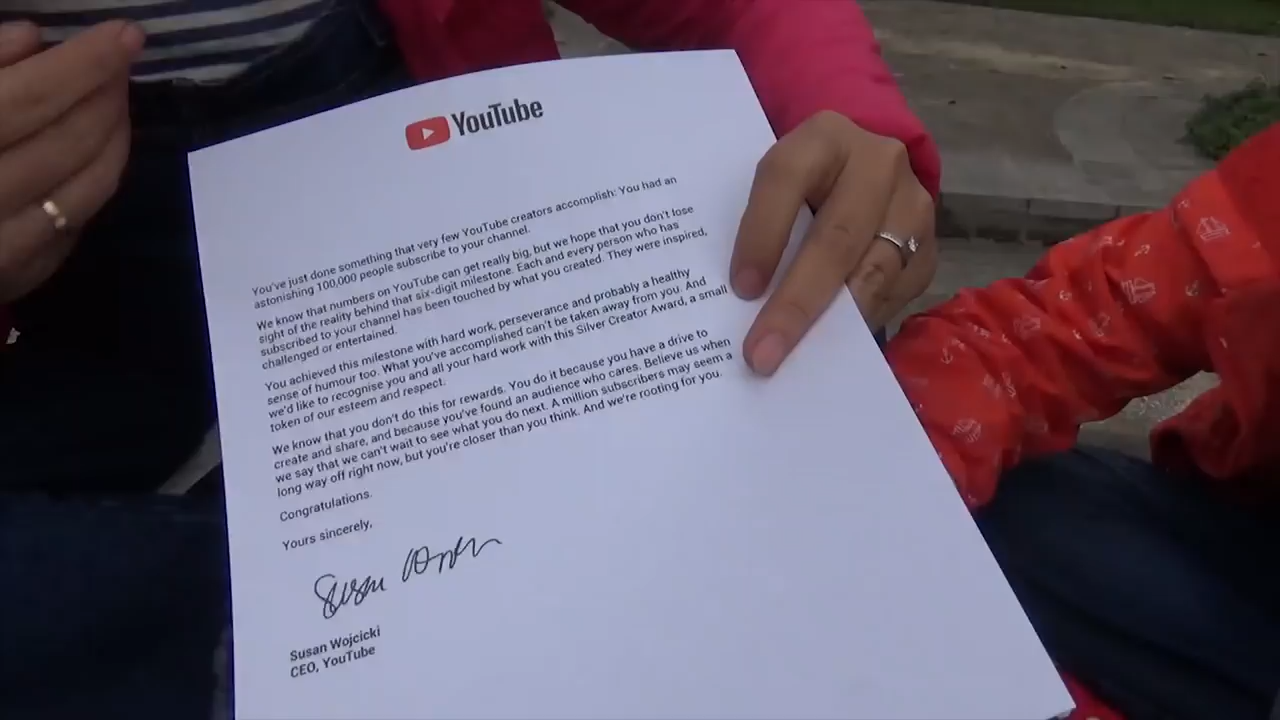 YouTube
You've just done something that very few YouTube creators accomplish: You had an
astonishing 100,000 people subscribe to your channel.
We know that numbers on YouTube can get really big, but we hope that you don't lose
sight of the reality behind that six-digit milestone. Each and every person who has
subscribed to your channel has been touched by what you created. They were inspired,
challenged or entertained.
You achieved this milestone with hard work, perseverance and probably a healthy
sense of humour too. What you've accomplished can't be taken away from you. And
we'd like to recognise you and all your hard work with this Silver Creator Award, a small
token of our esteem and respect.
We know that you don't do this for rewards. You do it because you have a drive to
create and share, and because you've found an audience who cares. Believe us when
we say that we can't wait to see what you do next. A million subscribers may seem a
long way off right now, but you're closer than you think. And we're rooting for you.
Congratulations.
Yours sincerely,
Susan
Susan Wojcicki
CEO, YouTube